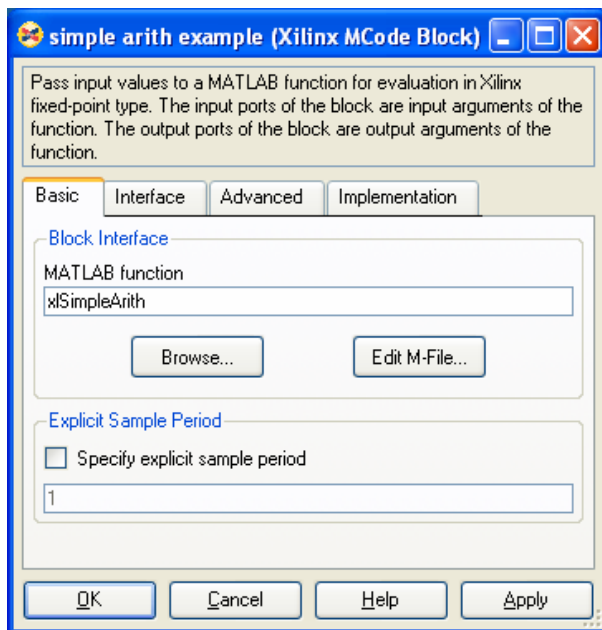 simple arith example (Xilinx MCode Block)
Pass input values to a MATLAB function for evaluation in Xilinx
fixed-point type. The input ports of the block are input arguments of the
function. The output ports of the block are output arguments of the
function.
Basic Interface Advanced Implementation
Block Interface
MATLAB function
xlSimpleArith
Browse... Edit M-File...
Explicit Sample Period
Specify explicit sample period
1
OK Cancel Help Apply